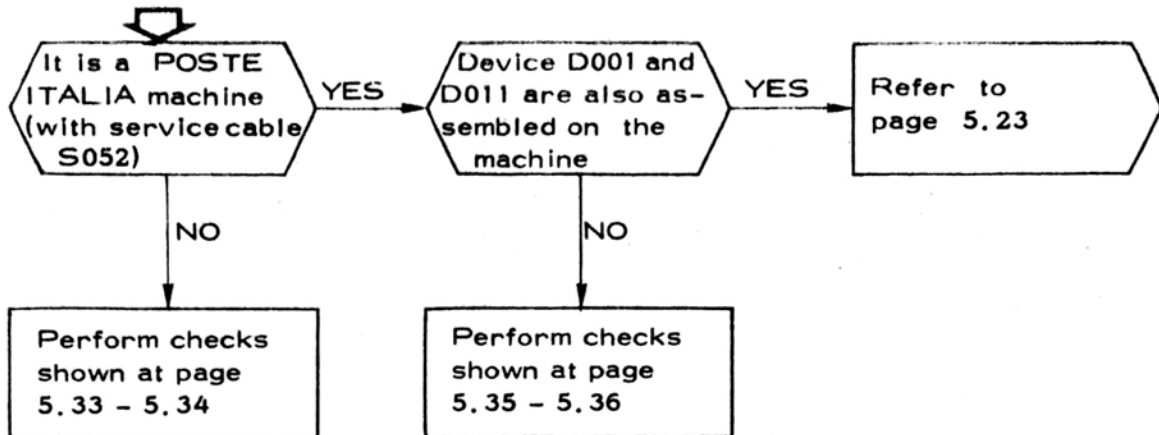 It is a POSTE
ITALIA machine
(with service cable
S052)
YES
Device D001 and
D011 are also as-
sembled on the
machine
YES
Refer to
page 5.23
NO
NO
Perform checks
shown at page
5.33 - 5.34
Perform checks
shown at page
5.35 - 5.36